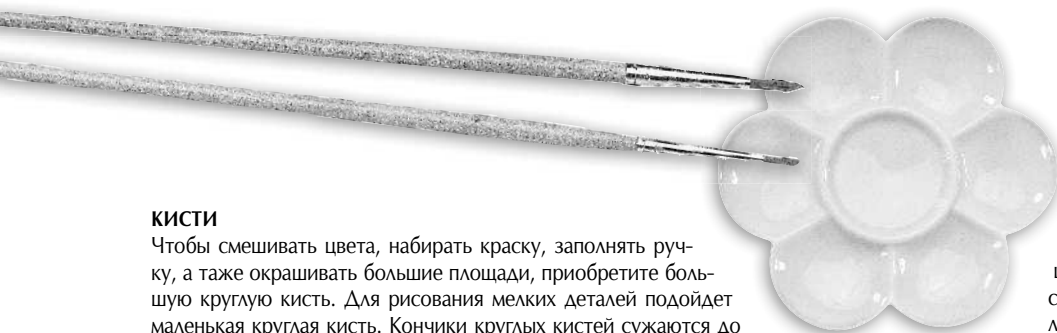 КИСТИ
Чтобы смешивать цвета, набирать краску, заполнять руч-
ку, а таже окрашивать большие площади, приобретите боль-
шую круглую кисть. Для рисования мелких деталей подойдет
маленькая круглая кисть. Кончики круглых кистей сужаются до